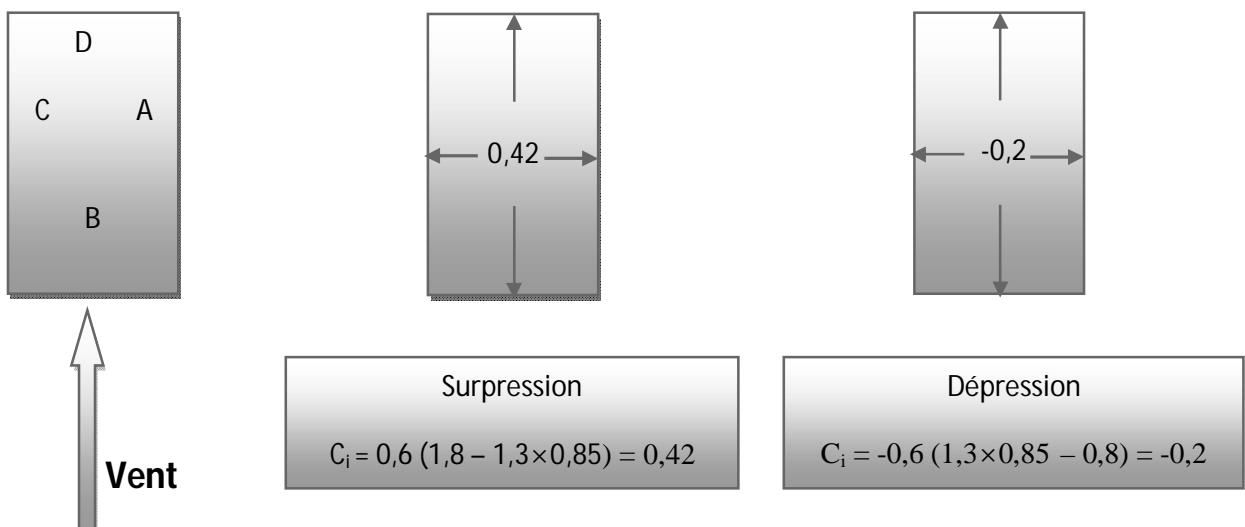 D
C A
B
Vent
0,42
-0,2
Surpression
Cᵢ = 0,6 (1,8 – 1,3×0,85) = 0,42
Dépression
Cᵢ = -0,6 (1,3×0,85 – 0,8) = -0,2